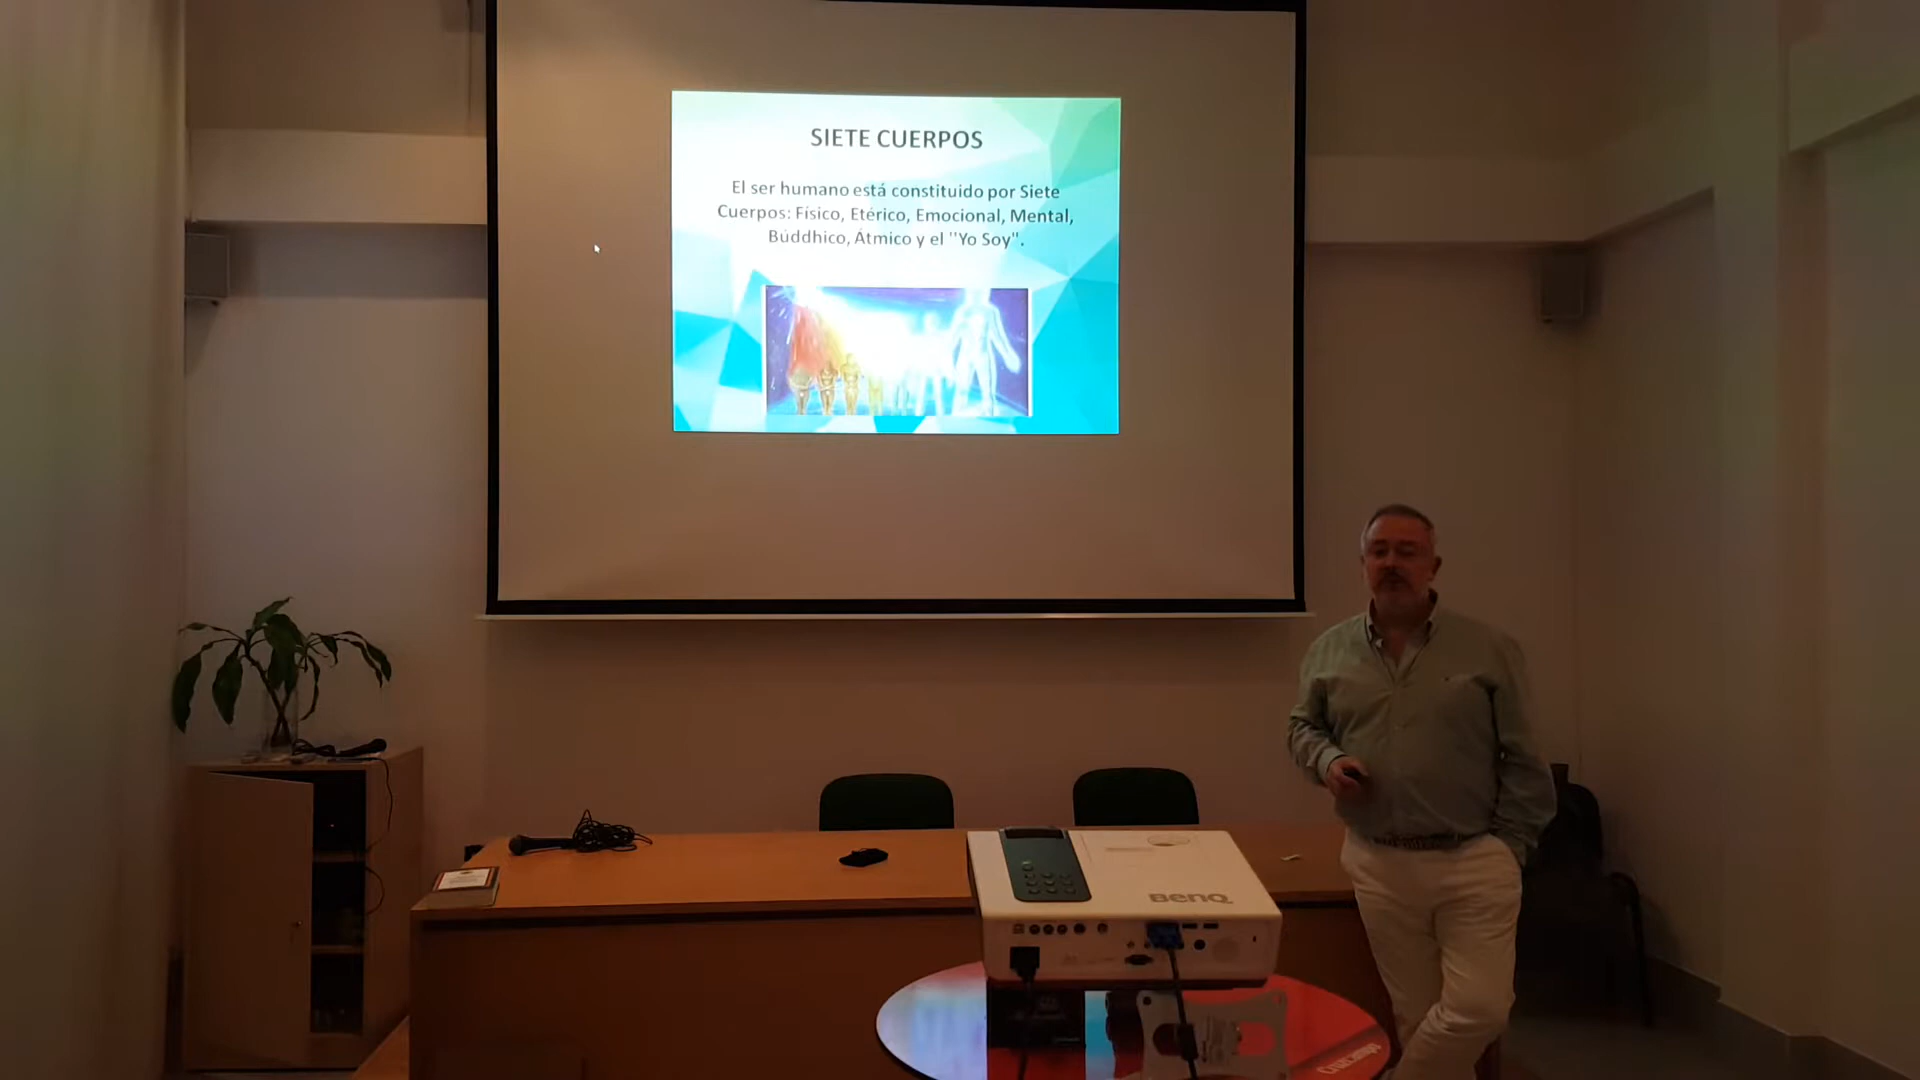 SIETE CUERPOS
El ser humano está constituido por Siete
Cuerpos: Físico, Etérico, Emocional, Mental,
Búddhico, Átmico y el "Yo Soy".
BenQ